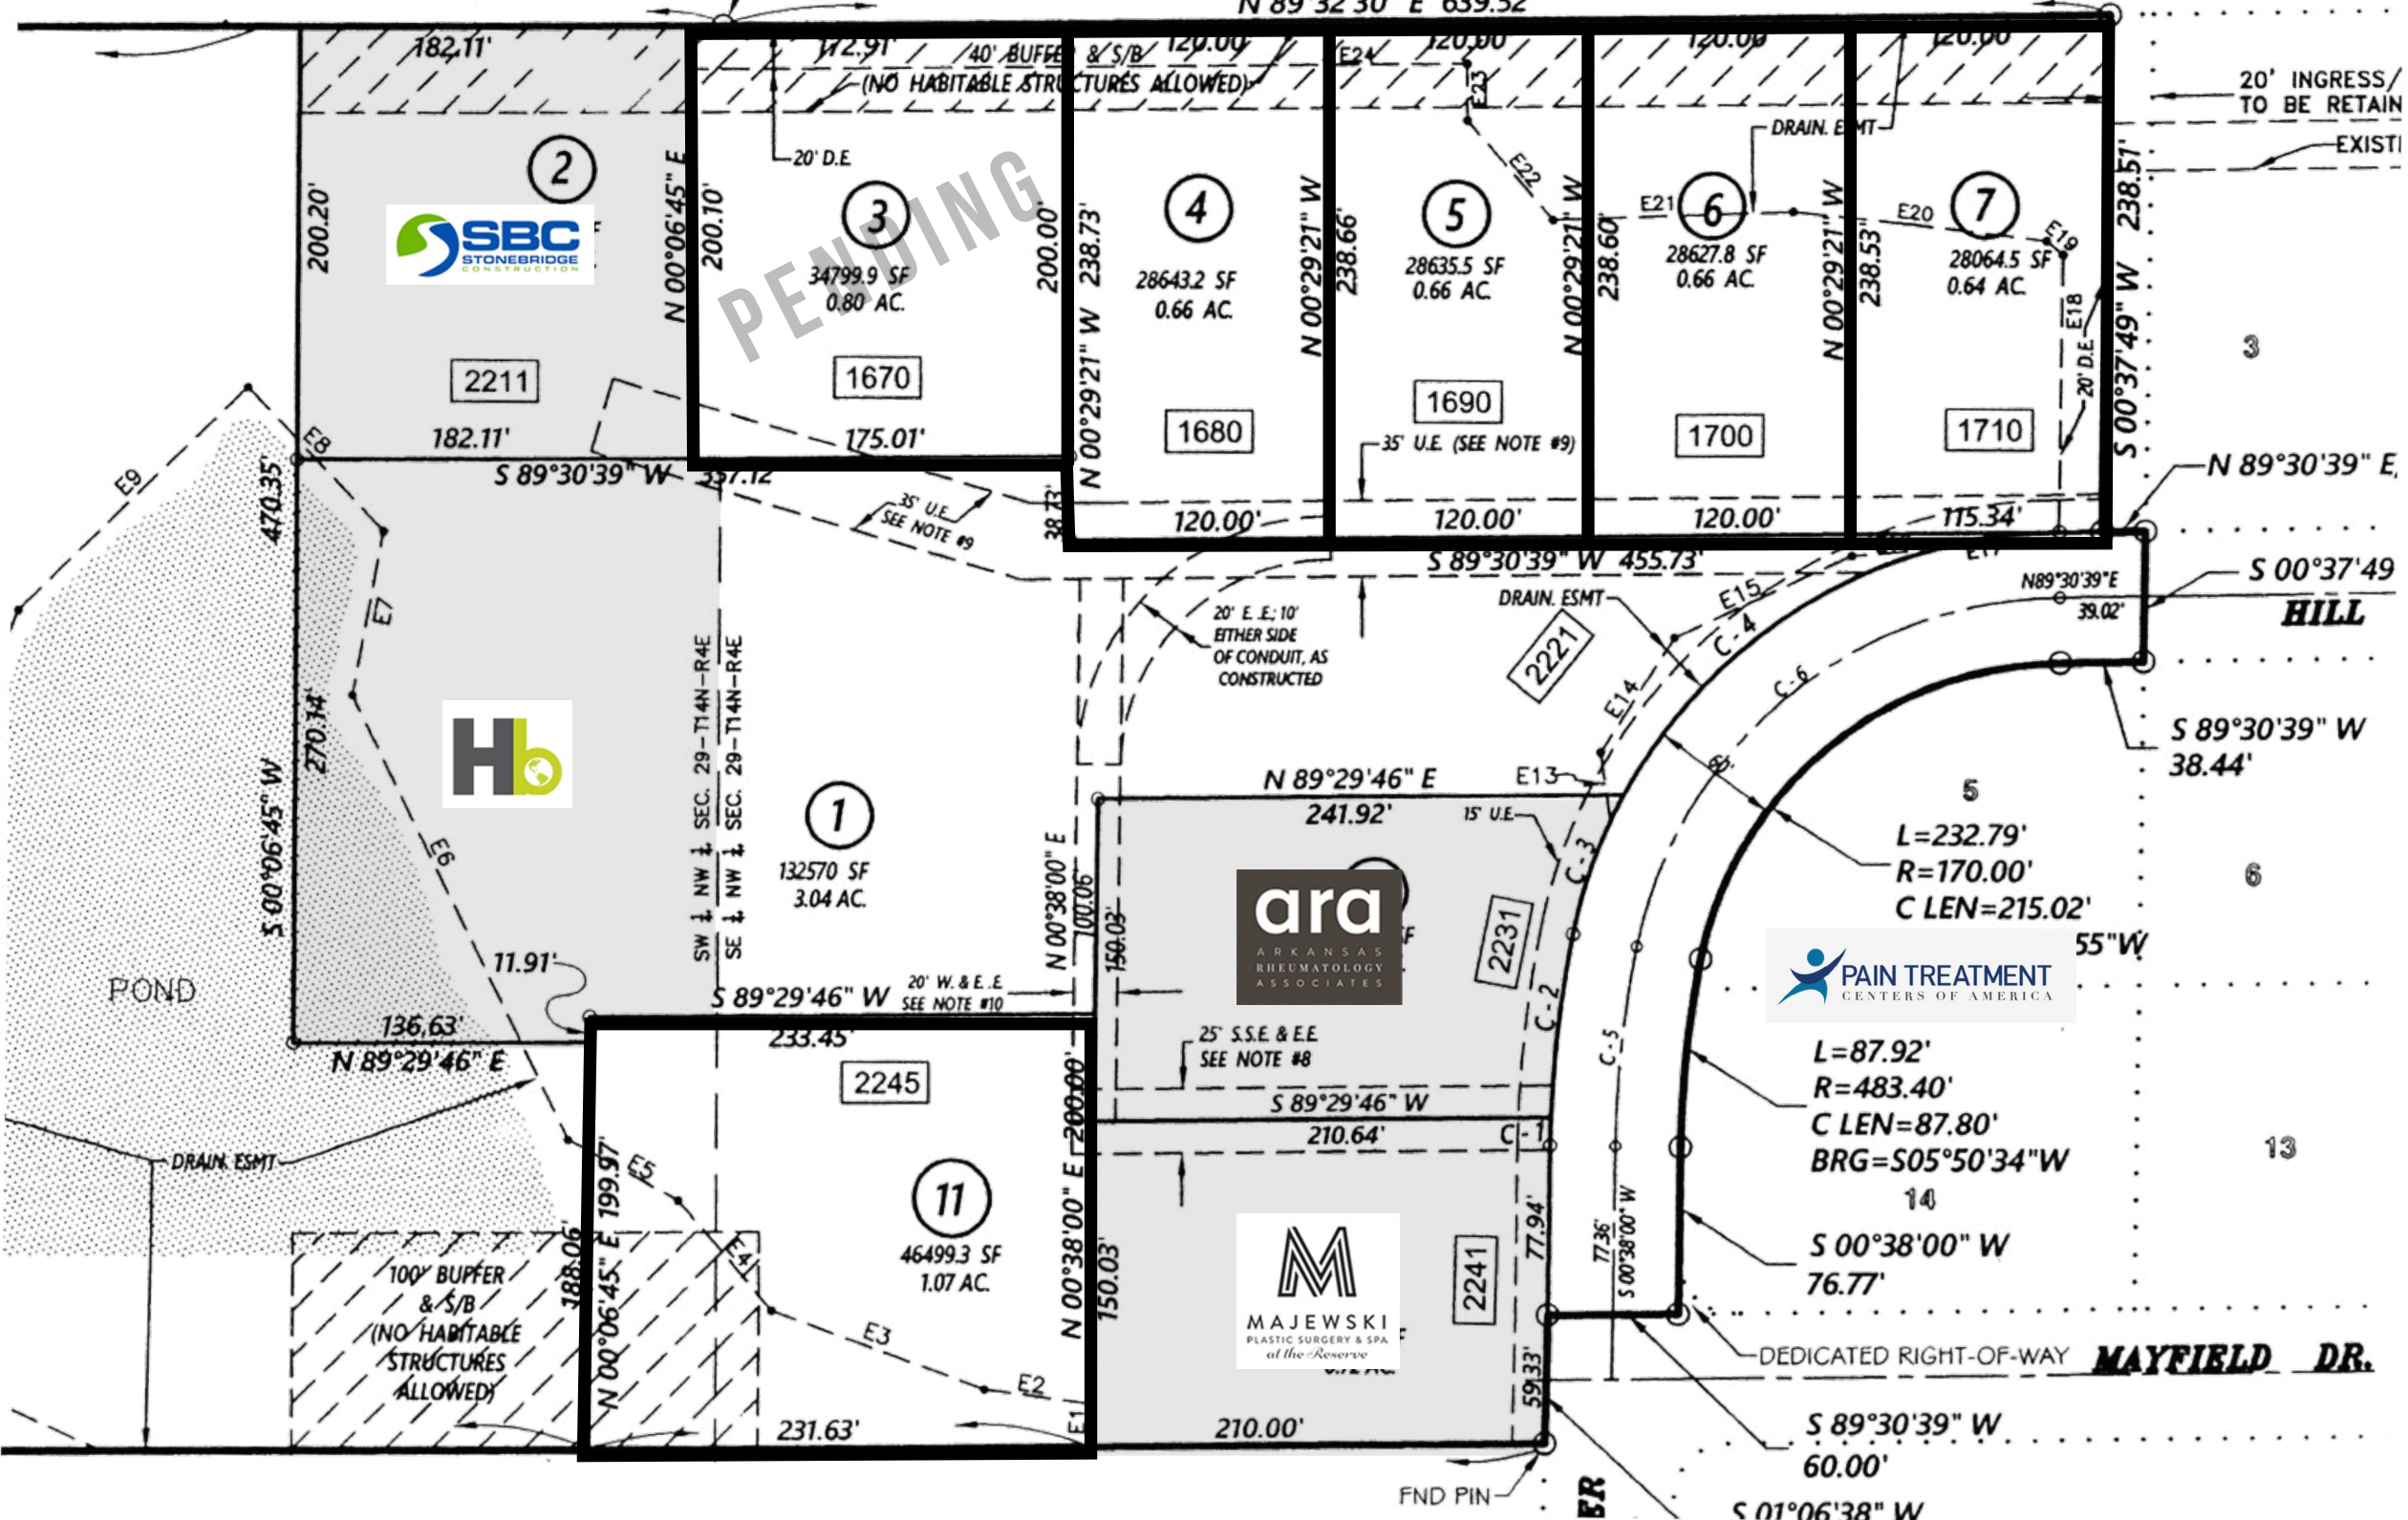 N 89°32'30" E 639.52'
182.11'
172.91'
40' BUFFER & S/B
(NO HABITABLE STRUCTURES ALLOWED)
120.00'
120.00'
120.00'
120.00'
E24
E23
E22
E21
E20
E19
E18
20' D.E.
DRAIN. ESMT
20' INGRESS/
TO BE RETAIN
EXISTI
2
SBC
STONEBRIDGE
CONSTRUCTION
200.20'
N 00°06'45" E
200.10'
2211
182.11'
3
34799.9 SF
0.80 AC.
PENDING
1670
175.01'
200.00'
238.73'
N 00°29'21" W
4
28643.2 SF
0.66 AC.
1680
120.00'
N 00°29'21" W
238.66'
5
28635.5 SF
0.66 AC.
1690
35' U.E. (SEE NOTE #9)
120.00'
N 00°29'21" W
238.60'
6
28627.8 SF
0.66 AC.
1700
120.00'
N 00°29'21" W
238.53'
7
28064.5 SF
0.64 AC.
1710
115.34'
20' D.E.
S 00°37'49" W 238.51'
3
N 89°30'39" E,
S 89°30'39" W 357.12'
38.73'
35' U.E.
SEE NOTE #9
S 89°30'39" W 455.73'
E17
E15
E14
E13
C-4
DRAIN. ESMT
2221
20' E.E.; 10'
EITHER SIDE
OF CONDUIT, AS
CONSTRUCTED
N89°30'39"E
39.02'
S 00°37'49
HILL
S 89°30'39" W
38.44'
C-6
60'
E9
E8
E7
E6
470.35'
270.14'
S 00°06'45" W
Hb
SW ¼ NW ¼ SEC. 29-T14N-R4E
SE ¼ NW ¼ SEC. 29-T14N-R4E
1
132570 SF
3.04 AC.
N 00°38'00" E
100.06'
150.03'
N 89°29'46" E
241.92'
15' U.E.
C-3
ara
ARKANSAS
RHEUMATOLOGY
ASSOCIATES
SF
2231
C-2
5
6
L=232.79'
R=170.00'
C LEN=215.02'
55"W
PAIN TREATMENT
CENTERS OF AMERICA
POND
11.91'
S 89°29'46" W
20' W. & E.E.
SEE NOTE #10
136.63'
N 89°29'46" E
233.45'
2245
25' S.S.E. & E.E.
SEE NOTE #8
S 89°29'46" W
210.64'
C-1
C-5
L=87.92'
R=483.40'
C LEN=87.80'
BRG=S05°50'34"W
13
14
DRAIN. ESMT
E5
E4
E3
E2
E1
N 00°06'45" E 199.97'
188.06'
11
46499.3 SF
1.07 AC.
N 00°38'00" E 200.00'
150.03'
231.63'
100' BUFFER
& S/B
(NO HABITABLE
STRUCTURES
ALLOWED)
M
MAJEWSKI
PLASTIC SURGERY & SPA
at the Reserve
0.72 AC.
2241
77.94'
77.36'
S 00°38'00" W
59.33'
210.00'
S 00°38'00" W
76.77'
DEDICATED RIGHT-OF-WAY
MAYFIELD DR.
S 89°30'39" W
60.00'
FND PIN
ER
S 01°06'38" W